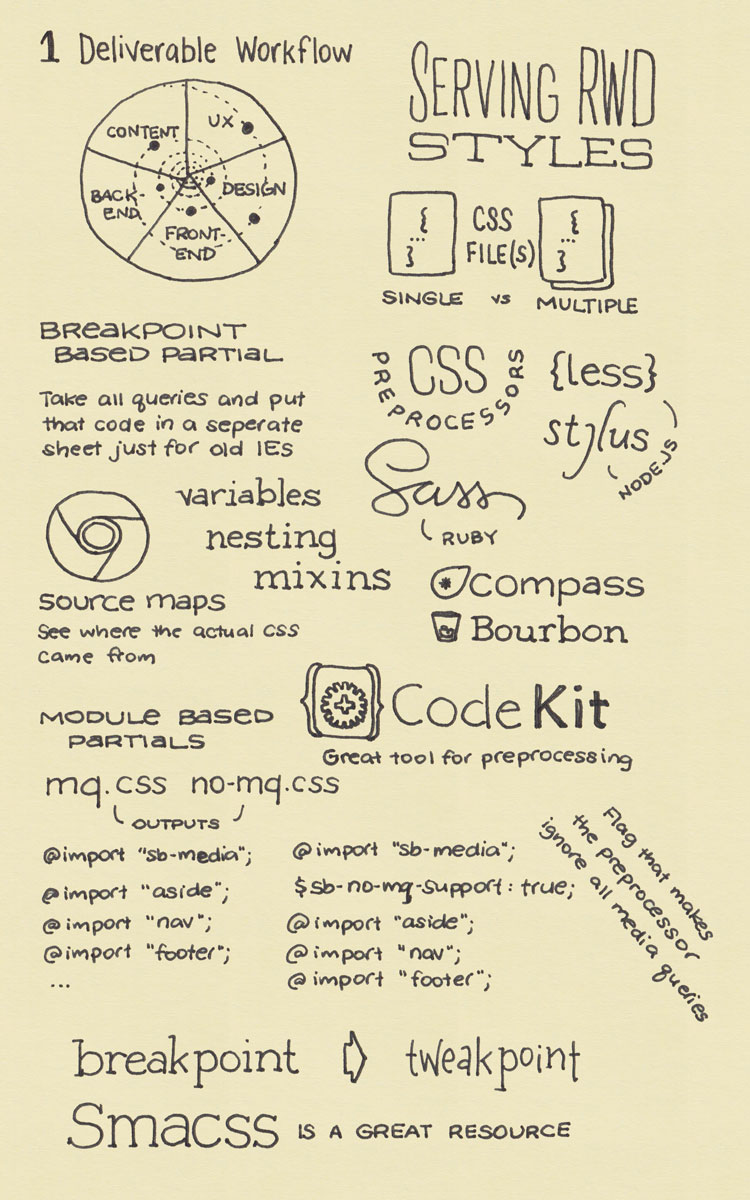 1 Deliverable Workflow
CONTENT
UX
BACK-
END
DESIGN
FRONT-
END
SERVING RWD
STYLES
{
...
}
CSS
FILE(S)
{
...
}
SINGLE vs MULTIPLE
BREAKPOINT
BASED PARTIAL
Take all queries and put
that code in a seperate
sheet just for old IEs
CSS
PREPROCESSORS
{less}
stylus
NODEJS
Sass
RUBY
variables
nesting
mixins
source maps
See where the actual CSS
came from
compass
Bourbon
CodeKit
Great tool for preprocessing
MODULE BASED
PARTIALS
mq.css no-mq.css
OUTPUTS
@import "sb-media";
@import "aside";
@import "nav";
@import "footer";
...
@import "sb-media";
$sb-no-mq-support: true;
@import "aside";
@import "nav";
@import "footer";
Flag that makes
the preprocessor
ignore all media queries
breakpoint ⇨ tweakpoint
Smacss IS A GREAT RESOURCE